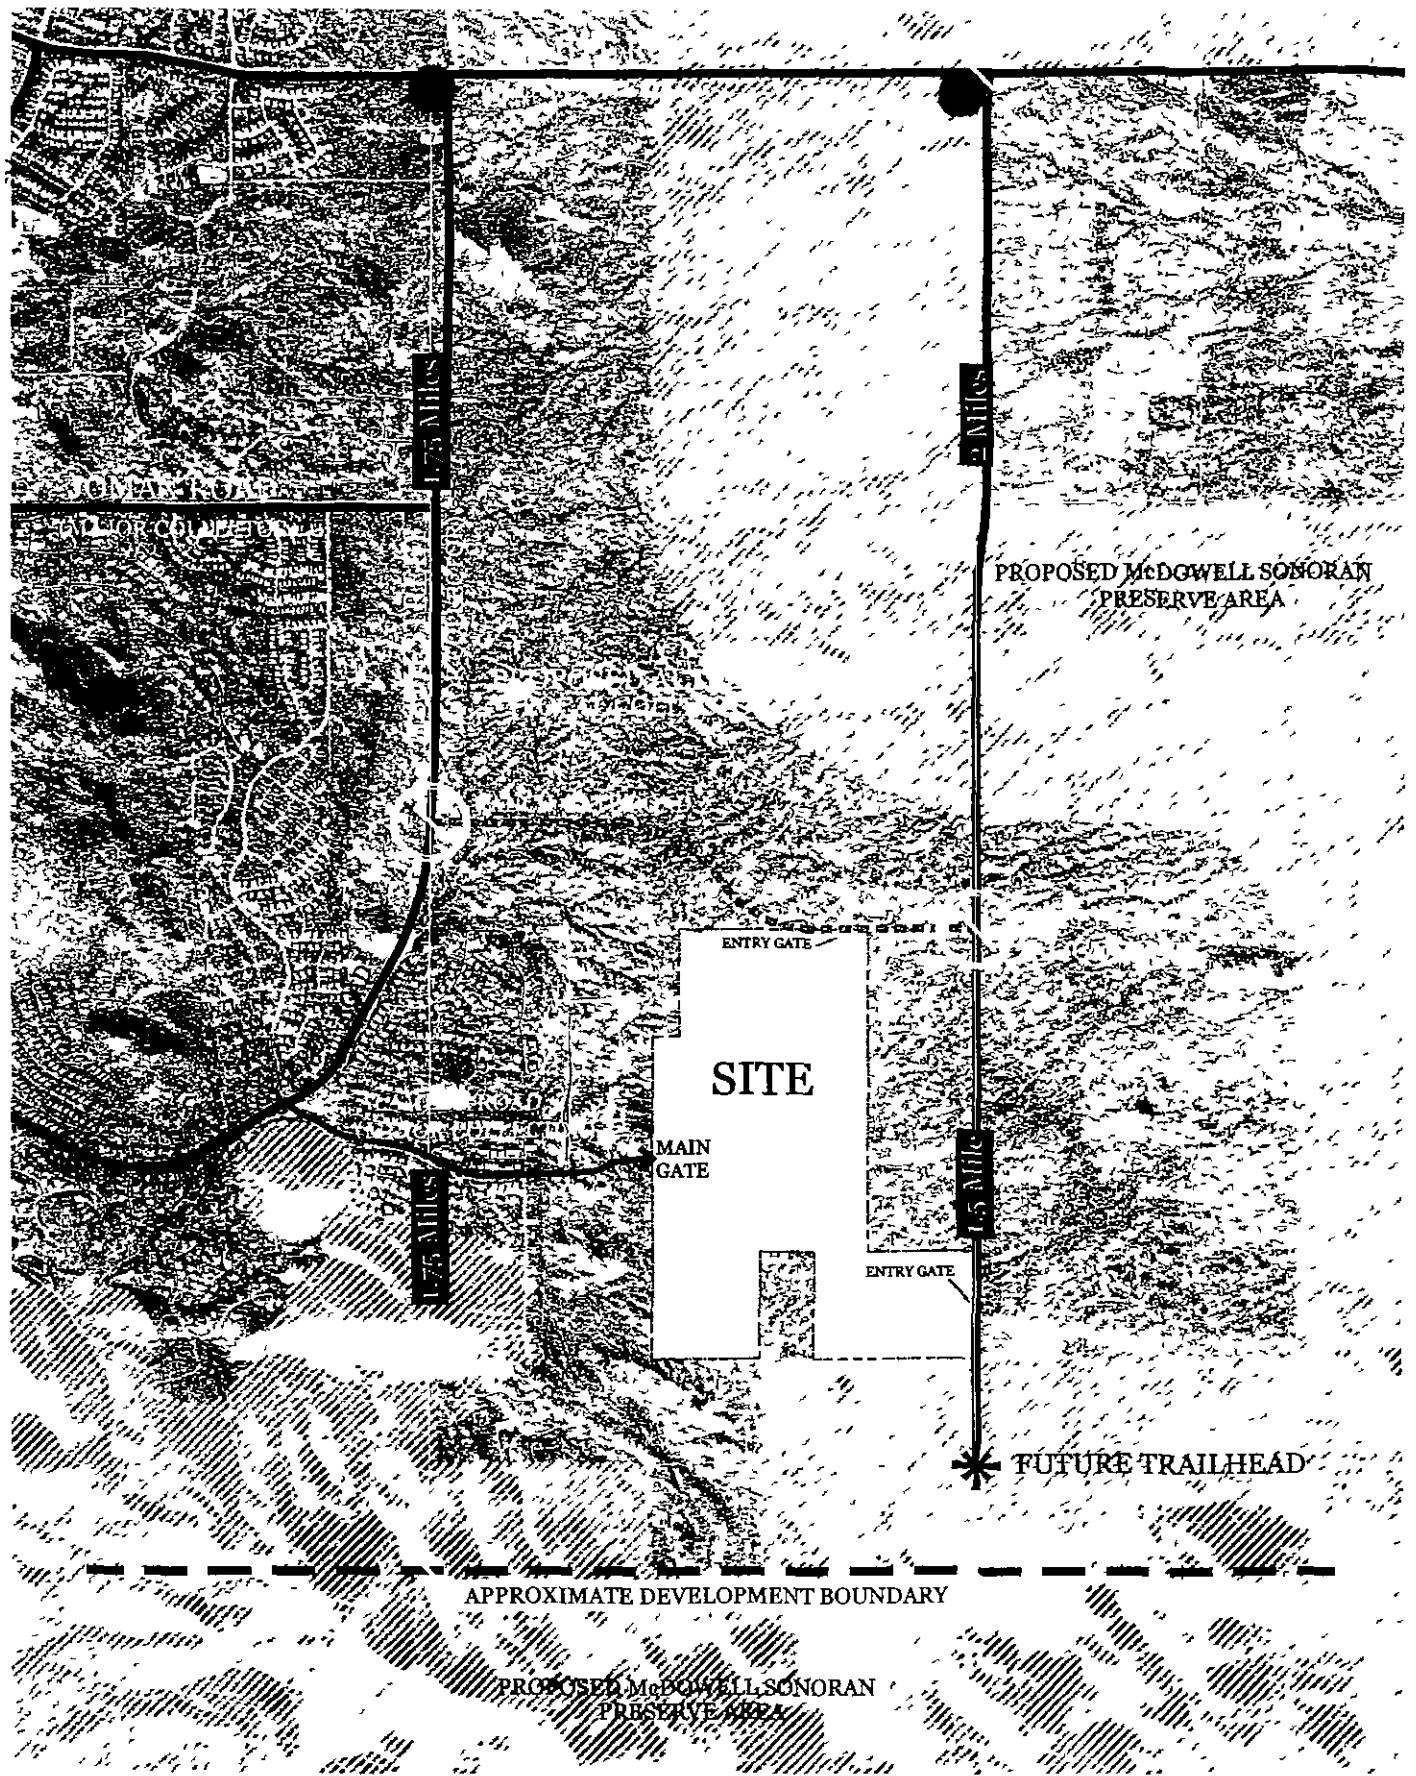 1.75 Miles
2 Miles
PROPOSED McDOWELL SONORAN
PRESERVE AREA
ENTRY GATE
SITE
MAIN
GATE
1.75 Miles
1.5 Mile
ENTRY GATE
FUTURE TRAILHEAD
APPROXIMATE DEVELOPMENT BOUNDARY
PROPOSED McDOWELL SONORAN
PRESERVE AREA